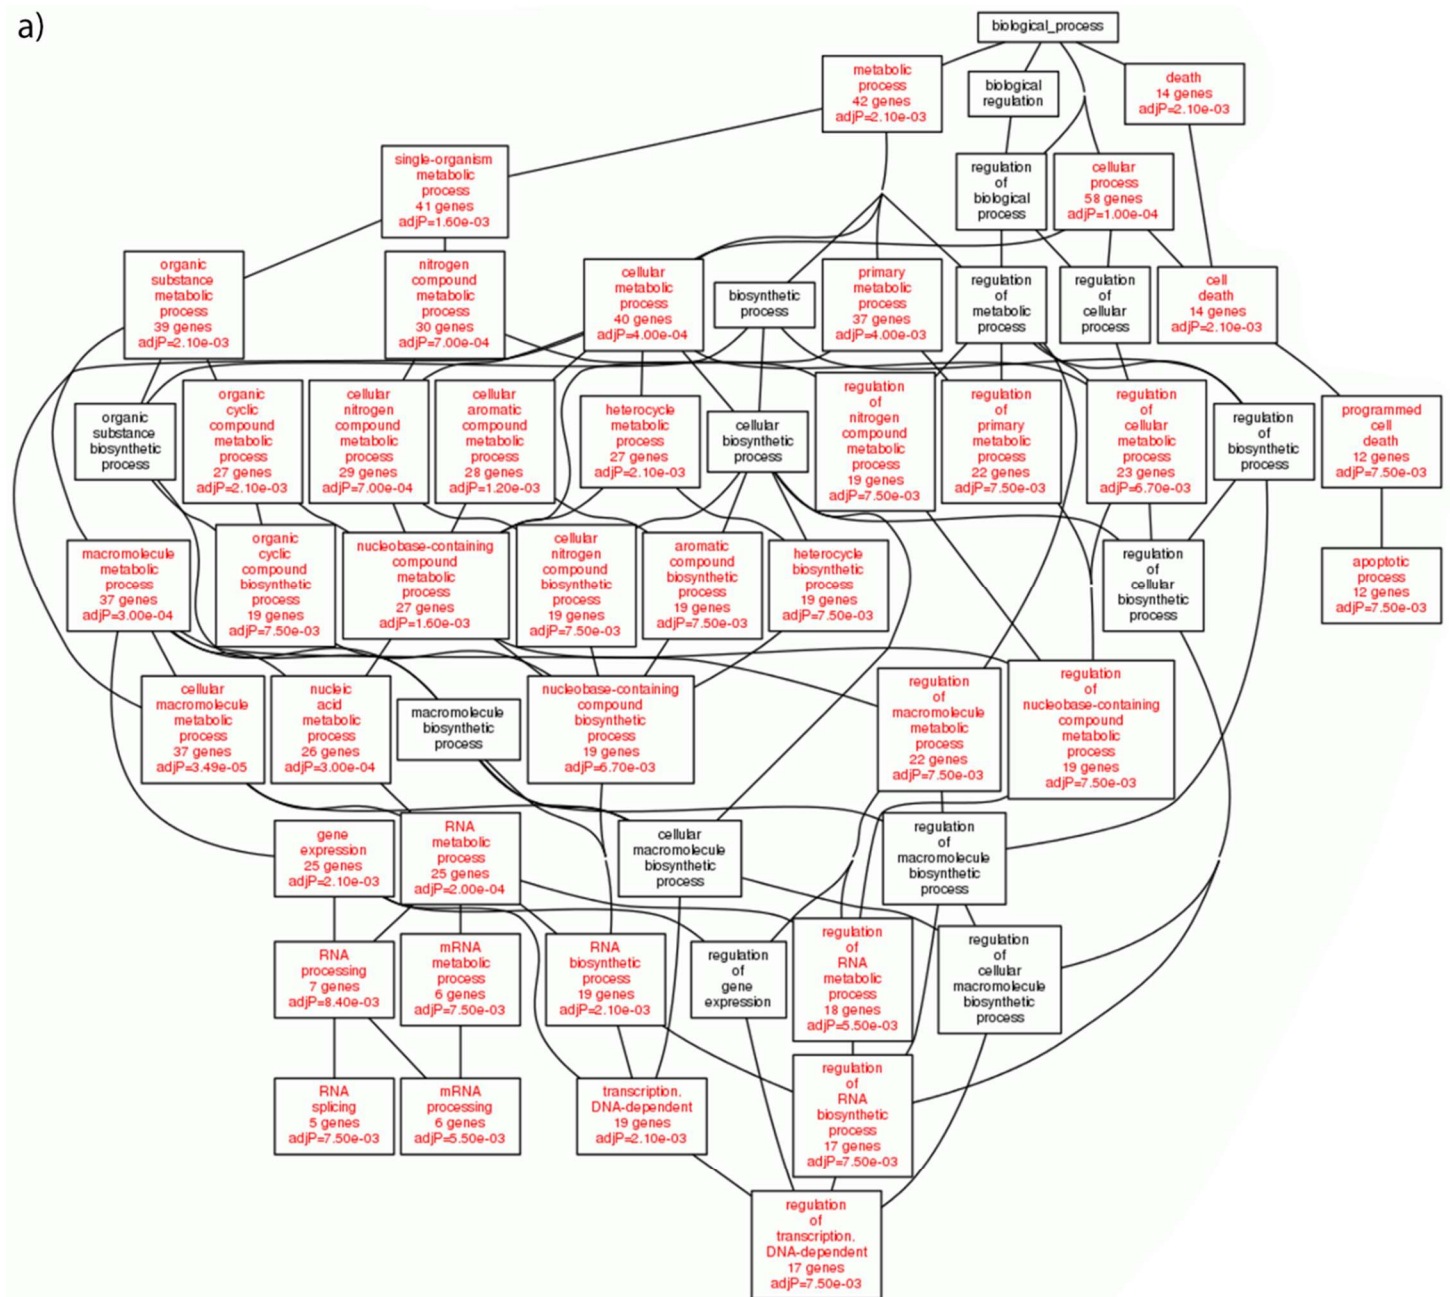 a)
biological_process
metabolic
process
42 genes
adjP=2.10e-03
biological
regulation
death
14 genes
adjP=2.10e-03
single-organism
metabolic
process
41 genes
adjP=1.60e-03
regulation
of
biological
process
cellular
process
58 genes
adjP=1.00e-04
organic
substance
metabolic
process
39 genes
adjP=2.10e-03
nitrogen
compound
metabolic
process
30 genes
adjP=7.00e-04
cellular
metabolic
process
40 genes
adjP=4.00e-04
biosynthetic
process
primary
metabolic
process
37 genes
adjP=4.00e-03
regulation
of
metabolic
process
regulation
of
cellular
process
cell
death
14 genes
adjP=2.10e-03
organic
substance
biosynthetic
process
organic
cyclic
compound
metabolic
process
27 genes
adjP=2.10e-03
cellular
nitrogen
compound
metabolic
process
29 genes
adjP=7.00e-04
cellular
aromatic
compound
metabolic
process
28 genes
adjP=1.20e-03
heterocycle
metabolic
process
27 genes
adjP=2.10e-03
cellular
biosynthetic
process
regulation
of
nitrogen
compound
metabolic
process
19 genes
adjP=7.50e-03
regulation
of
primary
metabolic
process
22 genes
adjP=7.50e-03
regulation
of
cellular
metabolic
process
23 genes
adjP=6.70e-03
regulation
of
biosynthetic
process
programmed
cell
death
12 genes
adjP=7.50e-03
macromolecule
metabolic
process
37 genes
adjP=3.00e-04
organic
cyclic
compound
biosynthetic
process
19 genes
adjP=7.50e-03
nucleobase-containing
compound
metabolic
process
27 genes
adjP=1.60e-03
cellular
nitrogen
compound
biosynthetic
process
19 genes
adjP=7.50e-03
aromatic
compound
biosynthetic
process
19 genes
adjP=7.50e-03
heterocycle
biosynthetic
process
19 genes
adjP=7.50e-03
regulation
of
cellular
biosynthetic
process
apoptotic
process
12 genes
adjP=7.50e-03
cellular
macromolecule
metabolic
process
37 genes
adjP=3.49e-05
nucleic
acid
metabolic
process
26 genes
adjP=3.00e-04
macromolecule
biosynthetic
process
nucleobase-containing
compound
biosynthetic
process
19 genes
adjP=6.70e-03
regulation
of
macromolecule
metabolic
process
22 genes
adjP=7.50e-03
regulation
of
nucleobase-containing
compound
metabolic
process
19 genes
adjP=7.50e-03
gene
expression
25 genes
adjP=2.10e-03
RNA
metabolic
process
25 genes
adjP=2.00e-04
cellular
macromolecule
biosynthetic
process
regulation
of
macromolecule
biosynthetic
process
RNA
processing
7 genes
adjP=8.40e-03
mRNA
metabolic
process
6 genes
adjP=7.50e-03
RNA
biosynthetic
process
19 genes
adjP=2.10e-03
regulation
of
gene
expression
regulation
of
RNA
metabolic
process
18 genes
adjP=5.50e-03
regulation
of
cellular
macromolecule
biosynthetic
process
RNA
splicing
5 genes
adjP=7.50e-03
mRNA
processing
6 genes
adjP=5.50e-03
transcription.
DNA-dependent
19 genes
adjP=2.10e-03
regulation
of
RNA
biosynthetic
process
17 genes
adjP=7.50e-03
regulation
of
transcription.
DNA-dependent
17 genes
adjP=7.50e-03